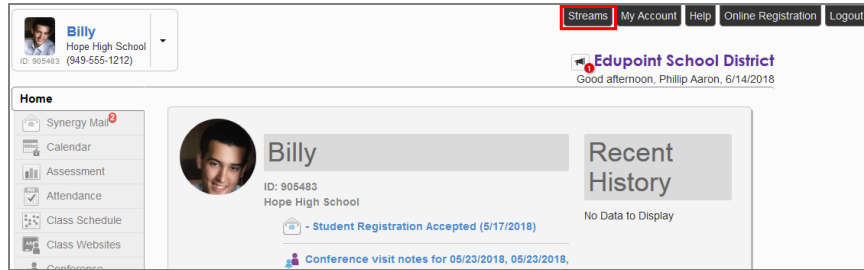 Billy
Hope High School
ID: 905483 (949-555-1212)
Streams My Account Help Online Registration Logout
1 Edupoint School District
Good afternoon, Phillip Aaron, 6/14/2018
Home
Synergy Mail 2
Calendar
Assessment
Attendance
Class Schedule
Class Websites
Conference
Billy
ID: 905483
Hope High School
- Student Registration Accepted (5/17/2018)
Conference visit notes for 05/23/2018, 05/23/2018,
Recent
History
No Data to Display